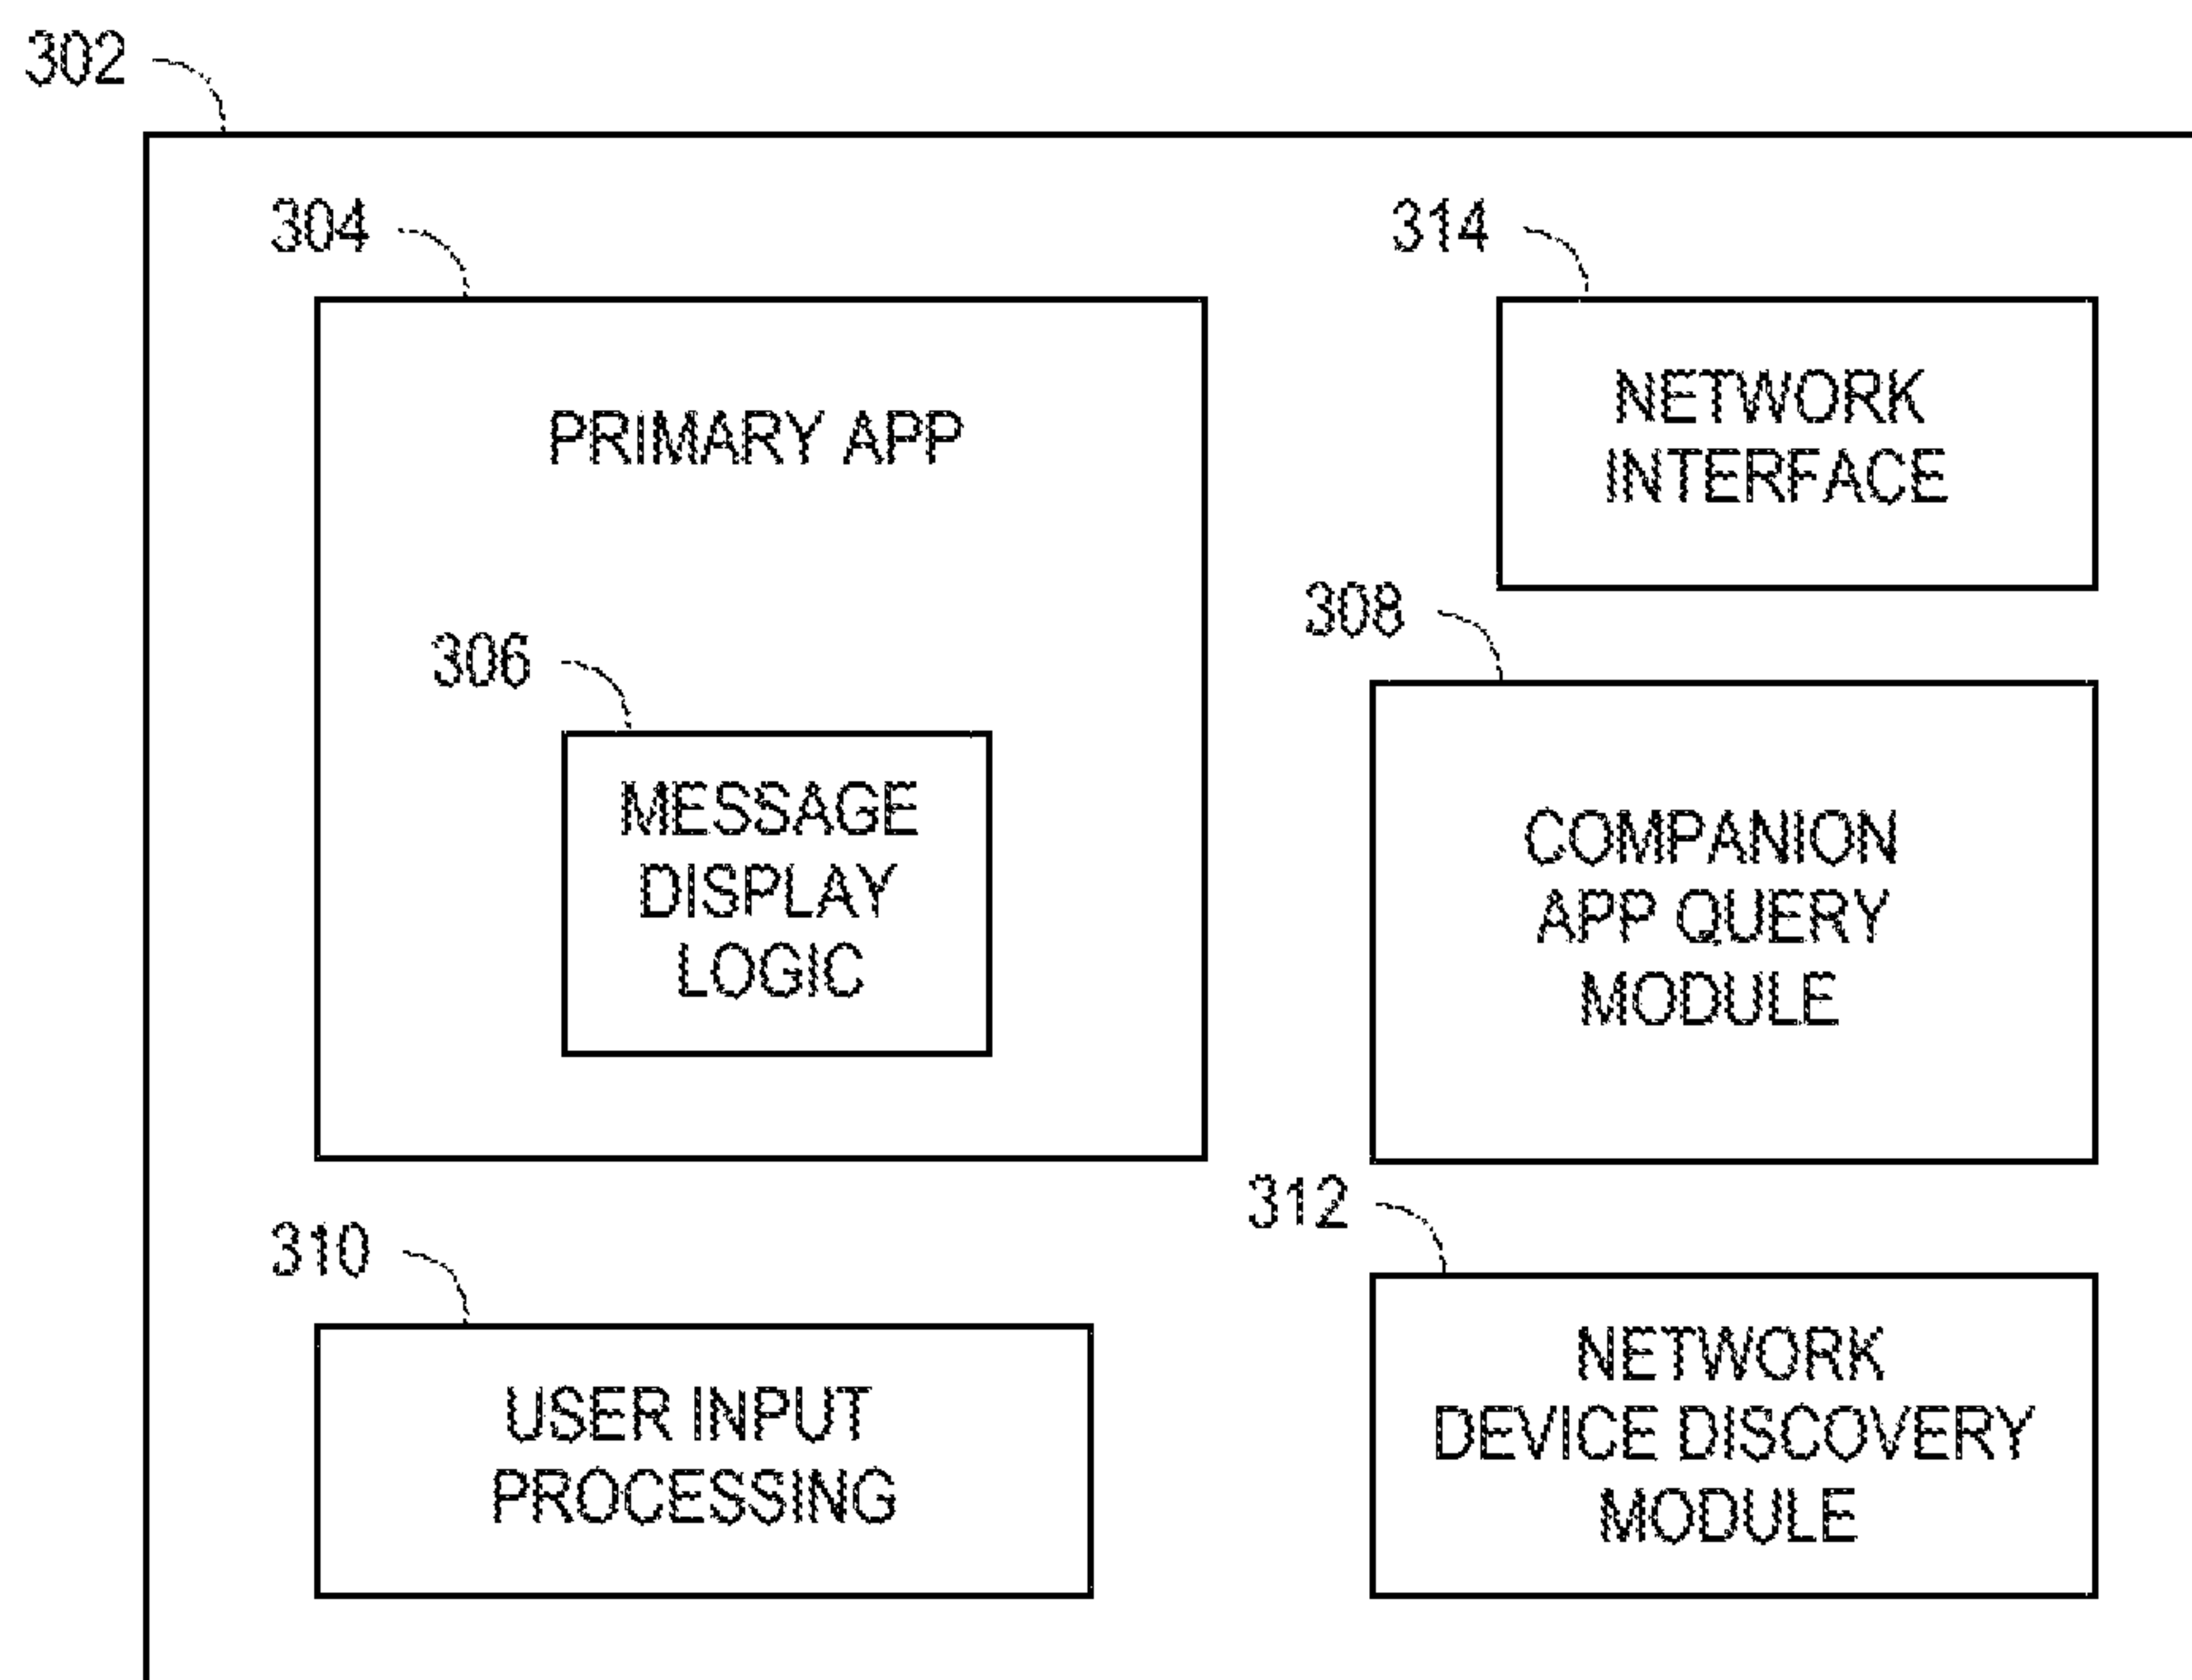 302
304
PRIMARY APP
306
MESSAGE
DISPLAY
LOGIC
314
NETWORK
INTERFACE
308
COMPANION
APP QUERY
MODULE
310
USER INPUT
PROCESSING
312
NETWORK
DEVICE DISCOVERY
MODULE